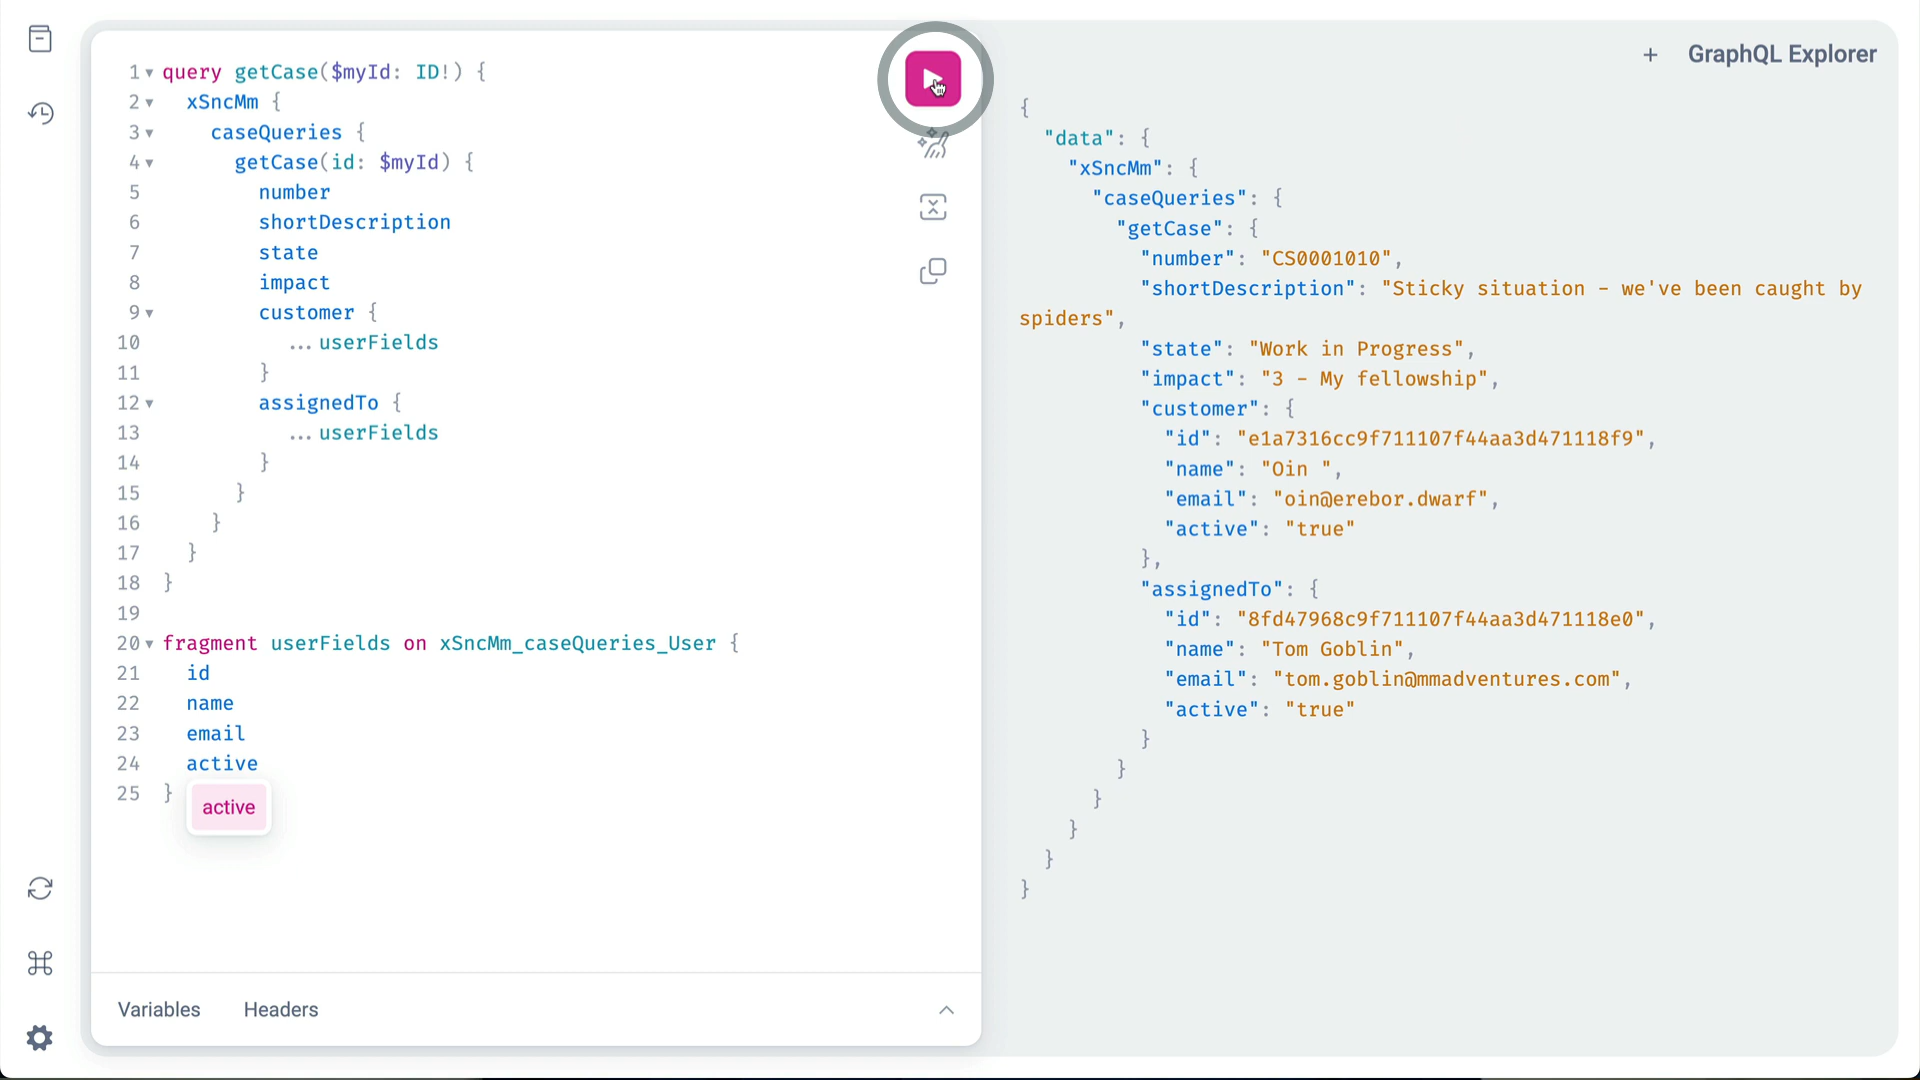 1 query getCase($myId: ID!) {
2 xSncMm {
3 caseQueries {
4 getCase(id: $myId) {
5 number
6 shortDescription
7 state
8 impact
9 customer {
10 ...userFields
11 }
12 assignedTo {
13 ...userFields
14 }
15 }
16 }
17 }
18 }
19
20 fragment userFields on xSncMm_caseQueries_User {
21 id
22 name
23 email
24 active
25 }
active
Variables Headers
+ GraphQL Explorer
{
"data": {
"xSncMm": {
"caseQueries": {
"getCase": {
"number": "CS0001010",
"shortDescription": "Sticky situation - we've been caught by
spiders",
"state": "Work in Progress",
"impact": "3 - My fellowship",
"customer": {
"id": "e1a7316cc9f711107f44aa3d471118f9",
"name": "Oin ",
"email": "oin@erebor.dwarf",
"active": "true"
},
"assignedTo": {
"id": "8fd47968c9f711107f44aa3d471118e0",
"name": "Tom Goblin",
"email": "tom.goblin@mmadventures.com",
"active": "true"
}
}
}
}
}
}